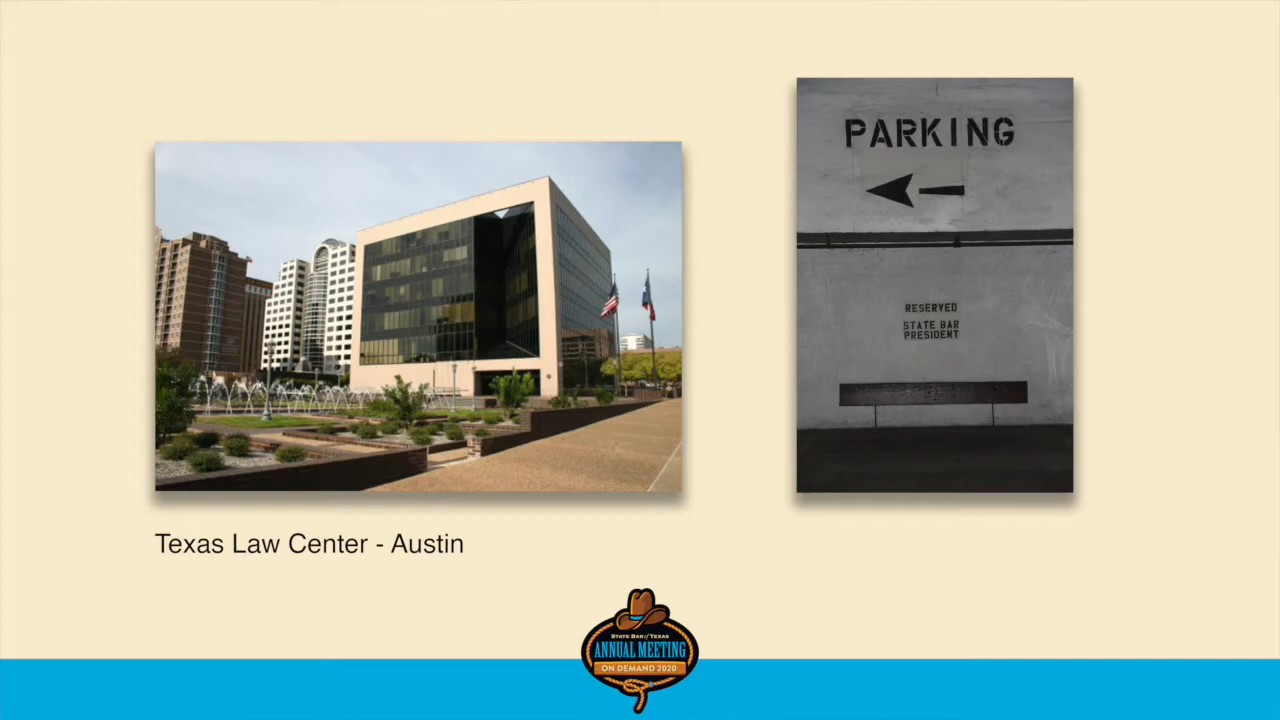 PARKING
RESERVED
STATE BAR
PRESIDENT
Texas Law Center - Austin
STATE BAR of TEXAS
ANNUAL MEETING
ON DEMAND 2020